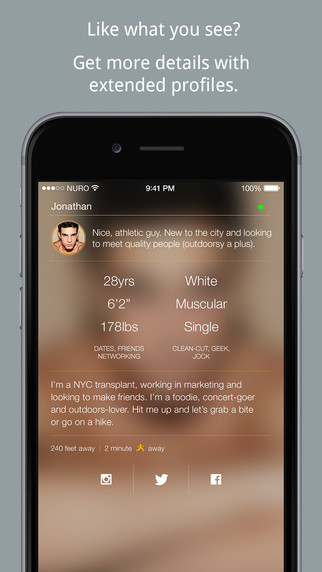 Like what you see?
Get more details with
extended profiles.
NURO 9:41 PM 100%
Jonathan
Nice, athletic guy. New to the city and looking
to meet quality people (outdoorsy a plus).
28yrs White
6’2” Muscular
178lbs Single
DATES, FRIENDS CLEAN-CUT, GEEK,
NETWORKING JOCK
I’m a NYC transplant, working in marketing and
looking to make friends. I’m a foodie, concert-goer
and outdoors-lover. Hit me up and let’s grab a bite
or go on a hike.
240 feet away | 2 minute away